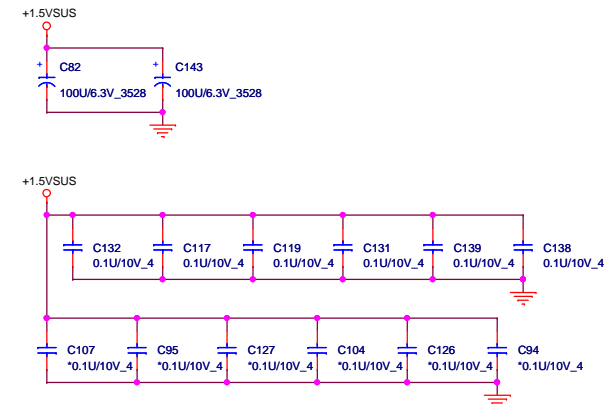 +1.5VSUS
+ C82 + C143
100U/6.3V_3528 100U/6.3V_3528
+1.5VSUS
C132 C117 C119 C131 C139 C138
0.1U/10V_4 0.1U/10V_4 0.1U/10V_4 0.1U/10V_4 0.1U/10V_4 0.1U/10V_4
C107 C95 C127 C104 C126 C94
*0.1U/10V_4 *0.1U/10V_4 *0.1U/10V_4 *0.1U/10V_4 *0.1U/10V_4 *0.1U/10V_4